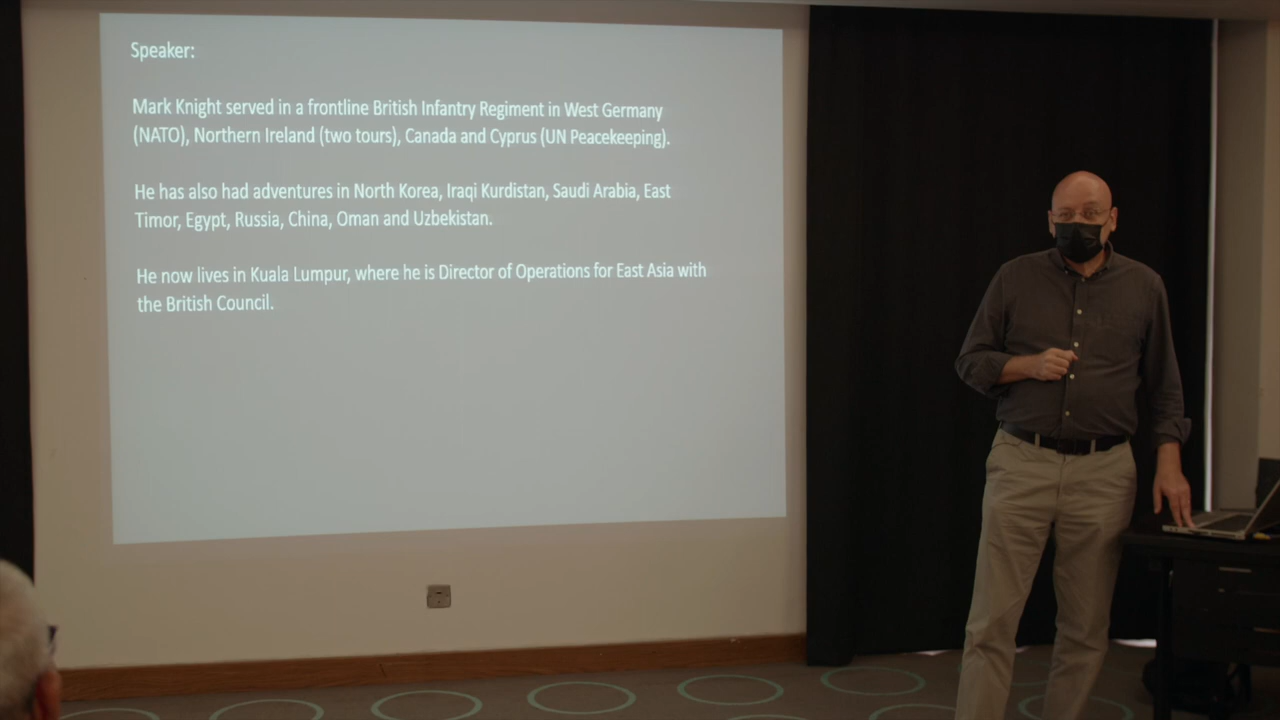 Speaker:
Mark Knight served in a frontline British Infantry Regiment in West Germany
(NATO), Northern Ireland (two tours), Canada and Cyprus (UN Peacekeeping).
He has also had adventures in North Korea, Iraqi Kurdistan, Saudi Arabia, East
Timor, Egypt, Russia, China, Oman and Uzbekistan.
He now lives in Kuala Lumpur, where he is Director of Operations for East Asia with
the British Council.